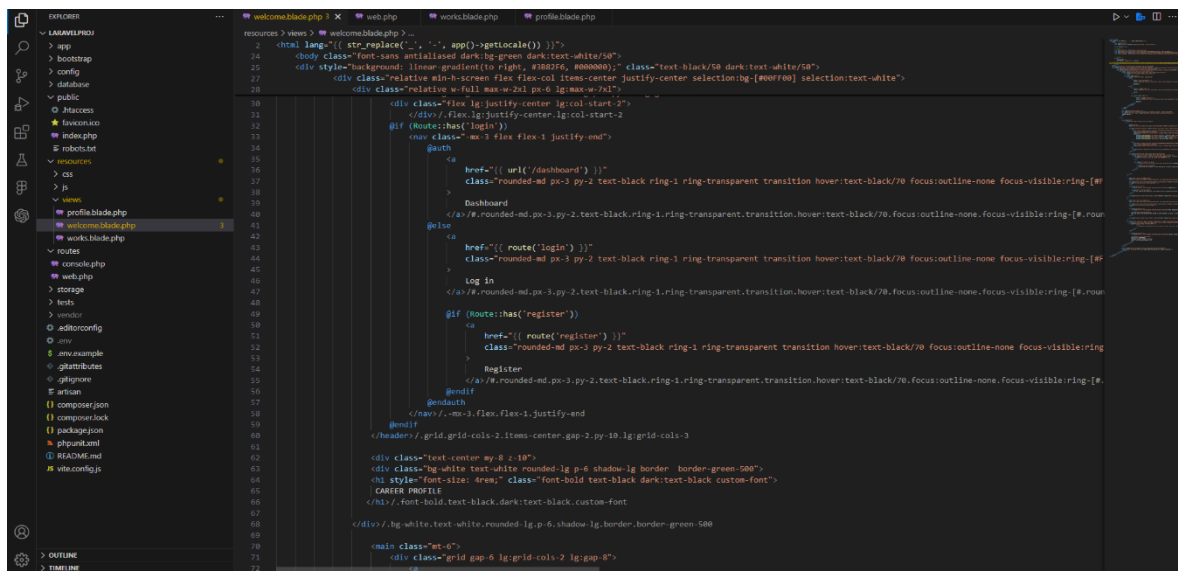 EXPLORER
LARAVELPROJ
app
bootstrap
config
database
public
.htaccess
favicon.ico
index.php
robots.txt
resources
css
js
views
profile.blade.php
welcome.blade.php 3
works.blade.php
routes
console.php
web.php
storage
tests
vendor
.editorconfig
.env
.env.example
.gitattributes
.gitignore
artisan
composer.json
composer.lock
package.json
phpunit.xml
README.md
vite.config.js
OUTLINE
TIMELINE
welcome.blade.php 3 web.php works.blade.php profile.blade.php
resources > views > welcome.blade.php > ...
2 <html lang="{{ str_replace('_', '-', app()->getLocale()) }}">
24 <body class="font-sans antialiased dark:bg-green dark:text-white/50">
25 <div style="background: linear-gradient(to right, #3B82F6, #000000);" class="text-black/50 dark:text-white/50">
27 <div class="relative min-h-screen flex flex-col items-center justify-center selection:bg-[#00FF00] selection:text-white">
28 <div class="relative w-full max-w-2xl px-6 lg:max-w-7xl">
30 <div class="flex lg:justify-center lg:col-start-2">
31 </div>/.flex.lg:justify-center.lg:col-start-2
32 @if (Route::has('login'))
33 <nav class="-mx-3 flex flex-1 justify-end">
34 @auth
35 <a
36 href="{{ url('/dashboard') }}"
37 class="rounded-md px-3 py-2 text-black ring-1 ring-transparent transition hover:text-black/70 focus:outline-none focus-visible:ring-[#F
38 >
39 Dashboard
40 </a>/#.rounded-md.px-3.py-2.text-black.ring-1.ring-transparent.transition.hover:text-black/70.focus:outline-none.focus-visible:ring-[#.roun
41 @else
42 <a
43 href="{{ route('login') }}"
44 class="rounded-md px-3 py-2 text-black ring-1 ring-transparent transition hover:text-black/70 focus:outline-none focus-visible:ring-[#F
45 >
46 Log in
47 </a>/#.rounded-md.px-3.py-2.text-black.ring-1.ring-transparent.transition.hover:text-black/70.focus:outline-none.focus-visible:ring-[#.roun
48
49 @if (Route::has('register'))
50 <a
51 href="{{ route('register') }}"
52 class="rounded-md px-3 py-2 text-black ring-1 ring-transparent transition hover:text-black/70 focus:outline-none focus-visible:ring
53 >
54 Register
55 </a>/#.rounded-md.px-3.py-2.text-black.ring-1.ring-transparent.transition.hover:text-black/70.focus:outline-none.focus-visible:ring-[#.
56 @endif
57 @endauth
58 </nav>/.-mx-3.flex.flex-1.justify-end
59 @endif
60 </header>/.grid.grid-cols-2.items-center.gap-2.py-10.lg:grid-cols-3
61
62 <div class="text-center my-8 z-10">
63 <div class="bg-white text-white rounded-lg p-6 shadow-lg border border-green-500">
64 <h1 style="font-size: 4rem;" class="font-bold text-black dark:text-black custom-font">
65 CAREER PROFILE
66 </h1>/.font-bold.text-black.dark:text-black.custom-font
67
68 </div>/.bg-white.text-white.rounded-lg.p-6.shadow-lg.border.border-green-500
69
70 <main class="mt-6">
71 <div class="grid gap-6 lg:grid-cols-2 lg:gap-8">
72 <a